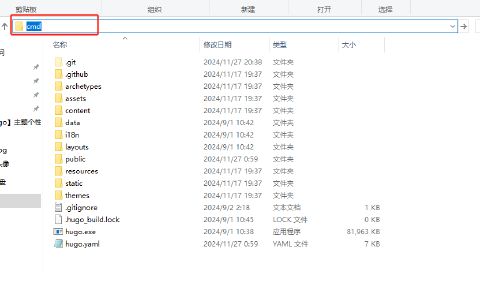 剪贴板 组织 新建 打开 选择
cmd
名称 修改日期 类型 大小
.git 2024/11/27 20:38 文件夹
.github 2024/11/17 19:37 文件夹
archetypes 2024/11/17 19:37 文件夹
assets 2024/11/17 19:37 文件夹
content 2024/11/17 19:37 文件夹
data 2024/9/1 10:42 文件夹
i18n 2024/9/1 10:42 文件夹
layouts 2024/9/1 10:42 文件夹
public 2024/11/27 0:59 文件夹
resources 2024/11/17 19:37 文件夹
static 2024/11/17 19:37 文件夹
themes 2024/11/17 19:37 文件夹
.gitignore 2024/9/2 2:18 文本文档 1 KB
.hugo_build.lock 2024/9/1 10:45 LOCK 文件 0 KB
hugo.exe 2024/9/1 10:38 应用程序 81,963 KB
hugo.yaml 2024/11/27 0:59 YAML 文件 7 KB
go】主题个性
og
像
盘